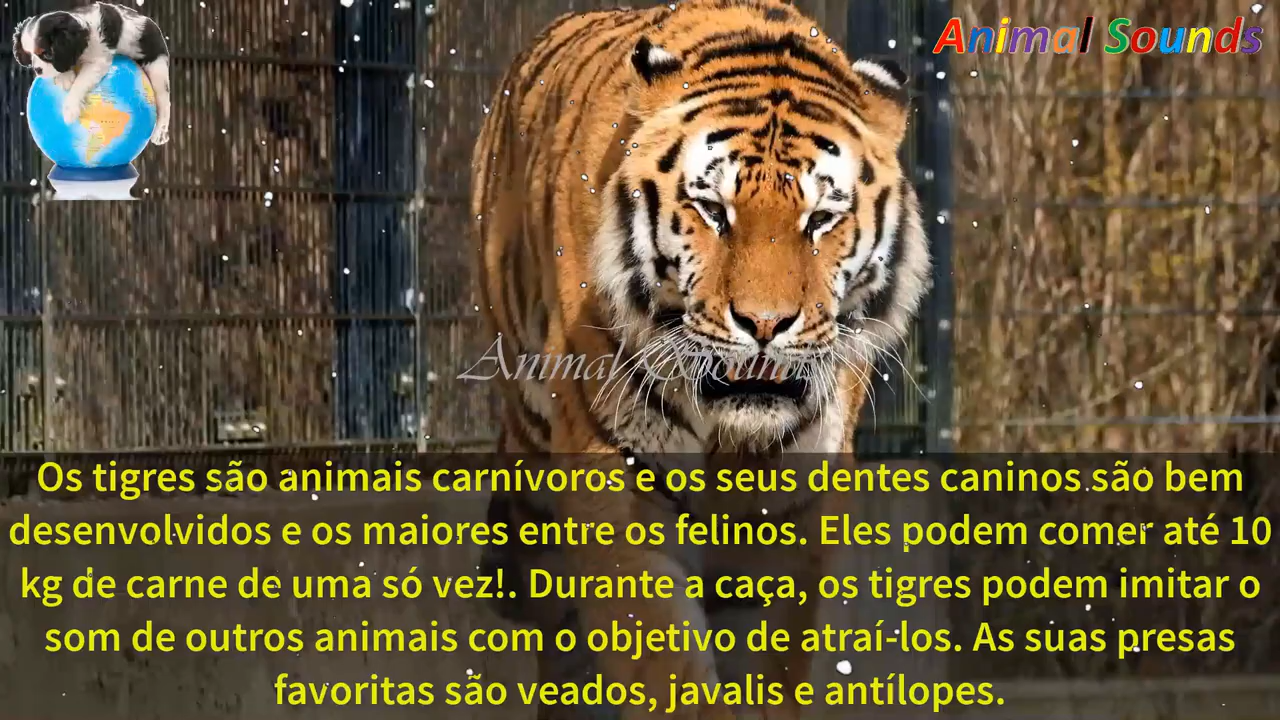 Animal Sounds
Animal Sounds
Os tigres são animais carnívoros e os seus dentes caninos são bem
desenvolvidos e os maiores entre os felinos. Eles podem comer até 10
kg de carne de uma só vez!. Durante a caça, os tigres podem imitar o
som de outros animais com o objetivo de atraí-los. As suas presas
favoritas são veados, javalis e antílopes.